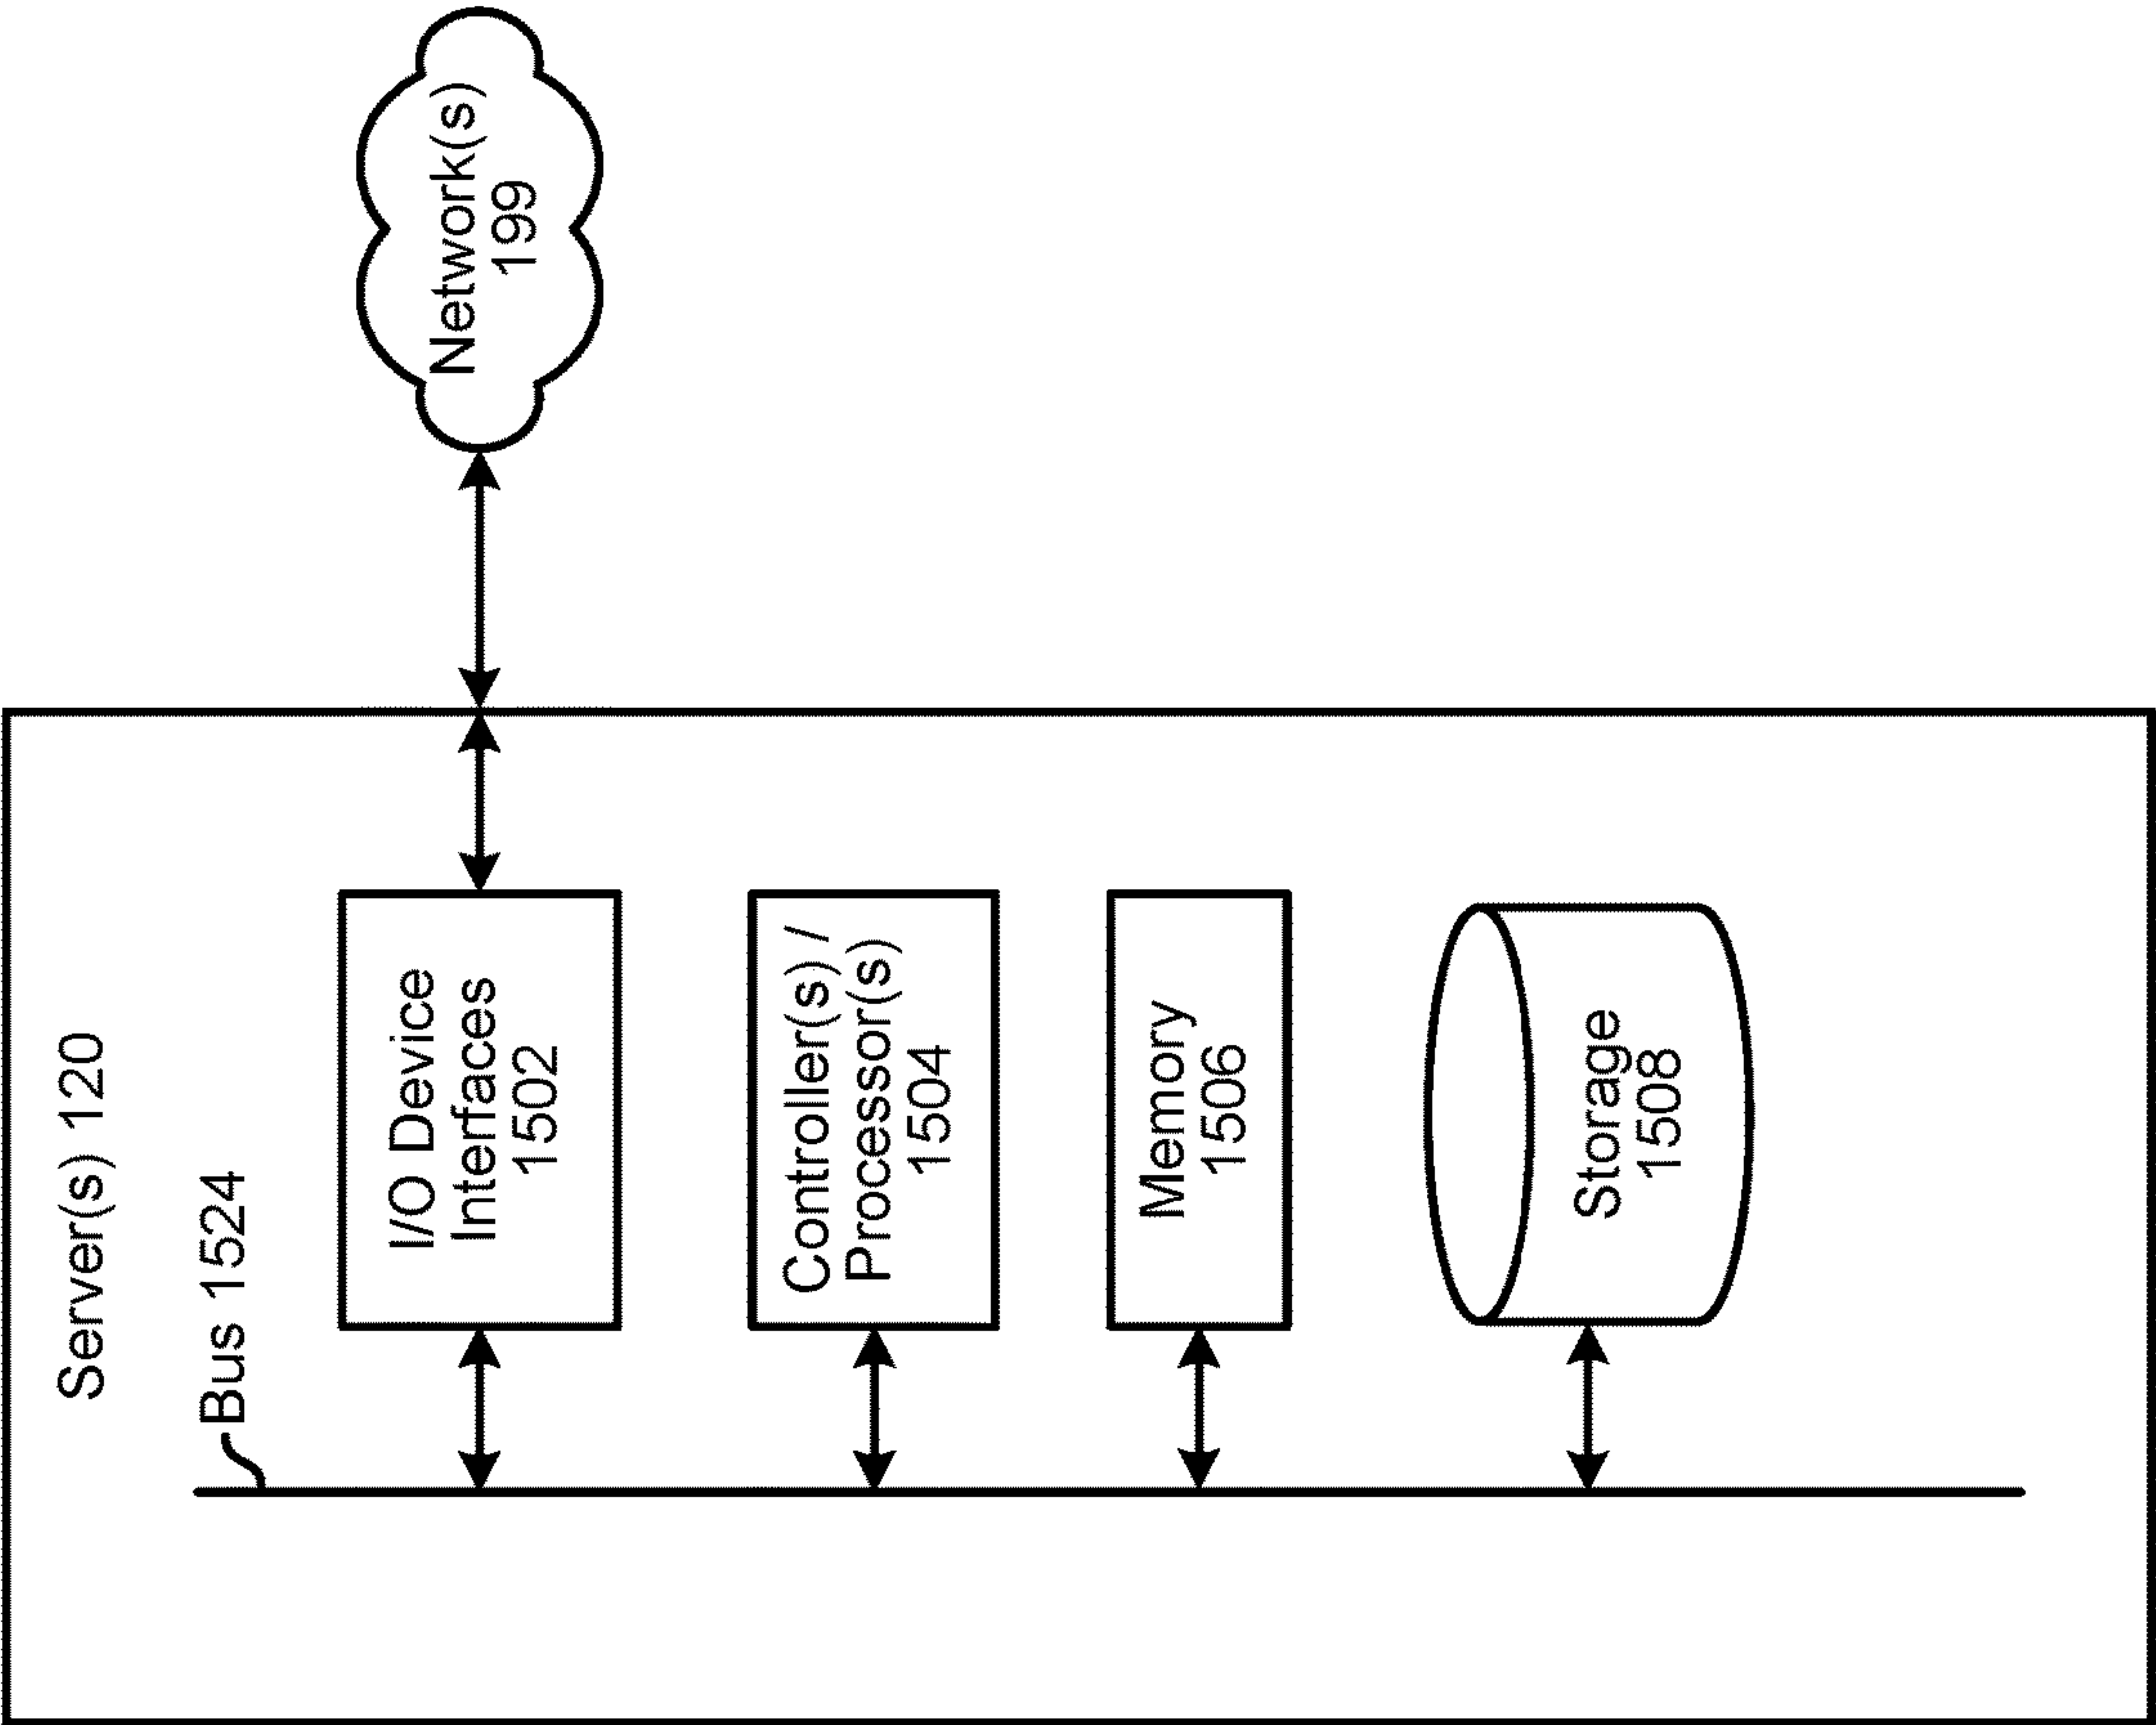 Server(s) 120
Bus 1524
I/O Device
Interfaces
1502
Network(s)
199
Controller(s) /
Processor(s)
1504
Memory
1506
Storage
1508